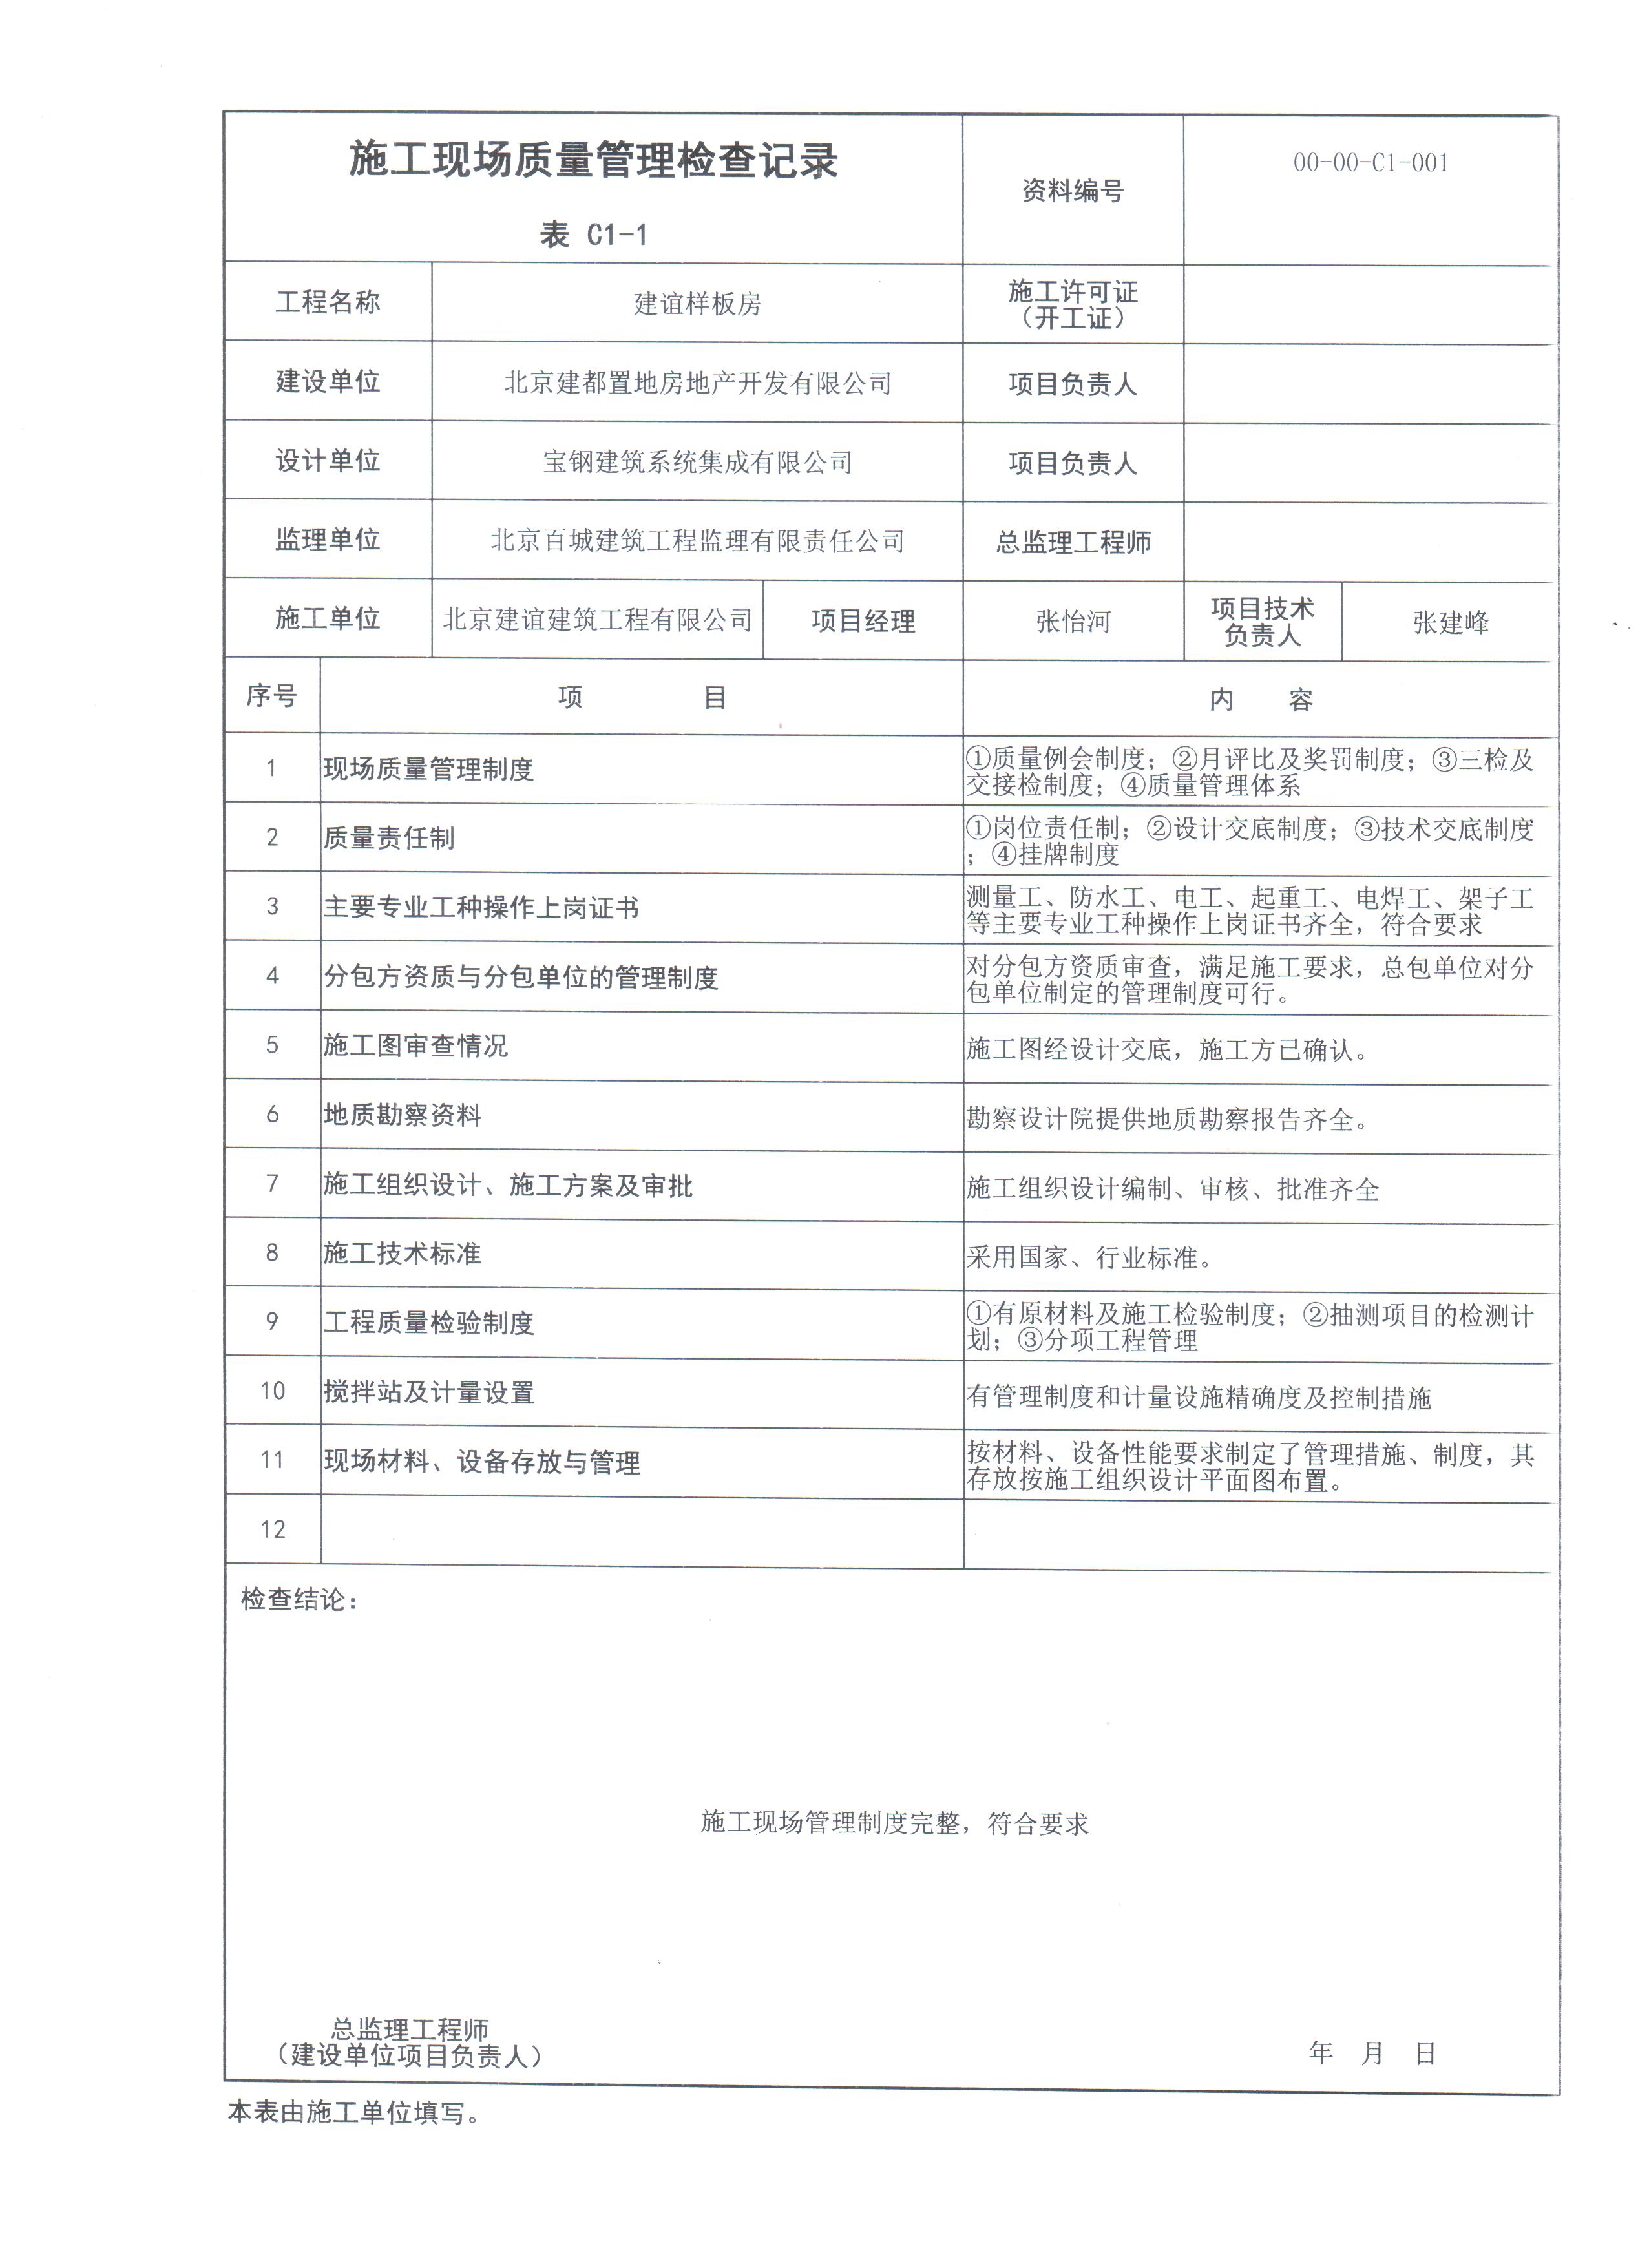 施工现场质量管理检查记录
表 C1-1
资料编号
00-00-C1-001
工程名称
建谊样板房
施工许可证
（开工证）
建设单位
北京建都置地房地产开发有限公司
项目负责人
设计单位
宝钢建筑系统集成有限公司
项目负责人
监理单位
北京百城建筑工程监理有限责任公司
总监理工程师
施工单位
北京建谊建筑工程有限公司
项目经理
张怡河
项目技术
负责人
张建峰
序号
项 目
内 容
1
现场质量管理制度
①质量例会制度；②月评比及奖罚制度；③三检及
交接检制度；④质量管理体系
2
质量责任制
①岗位责任制；②设计交底制度；③技术交底制度
；④挂牌制度
3
主要专业工种操作上岗证书
测量工、防水工、电工、起重工、电焊工、架子工
等主要专业工种操作上岗证书齐全，符合要求
4
分包方资质与分包单位的管理制度
对分包方资质审查，满足施工要求，总包单位对分
包单位制定的管理制度可行。
5
施工图审查情况
施工图经设计交底，施工方已确认。
6
地质勘察资料
勘察设计院提供地质勘察报告齐全。
7
施工组织设计、施工方案及审批
施工组织设计编制、审核、批准齐全
8
施工技术标准
采用国家、行业标准。
9
工程质量检验制度
①有原材料及施工检验制度；②抽测项目的检测计
划；③分项工程管理
10
搅拌站及计量设置
有管理制度和计量设施精确度及控制措施
11
现场材料、设备存放与管理
按材料、设备性能要求制定了管理措施、制度，其
存放按施工组织设计平面图布置。
12
检查结论：
施工现场管理制度完整，符合要求
总监理工程师
（建设单位项目负责人）
年 月 日
本表由施工单位填写。